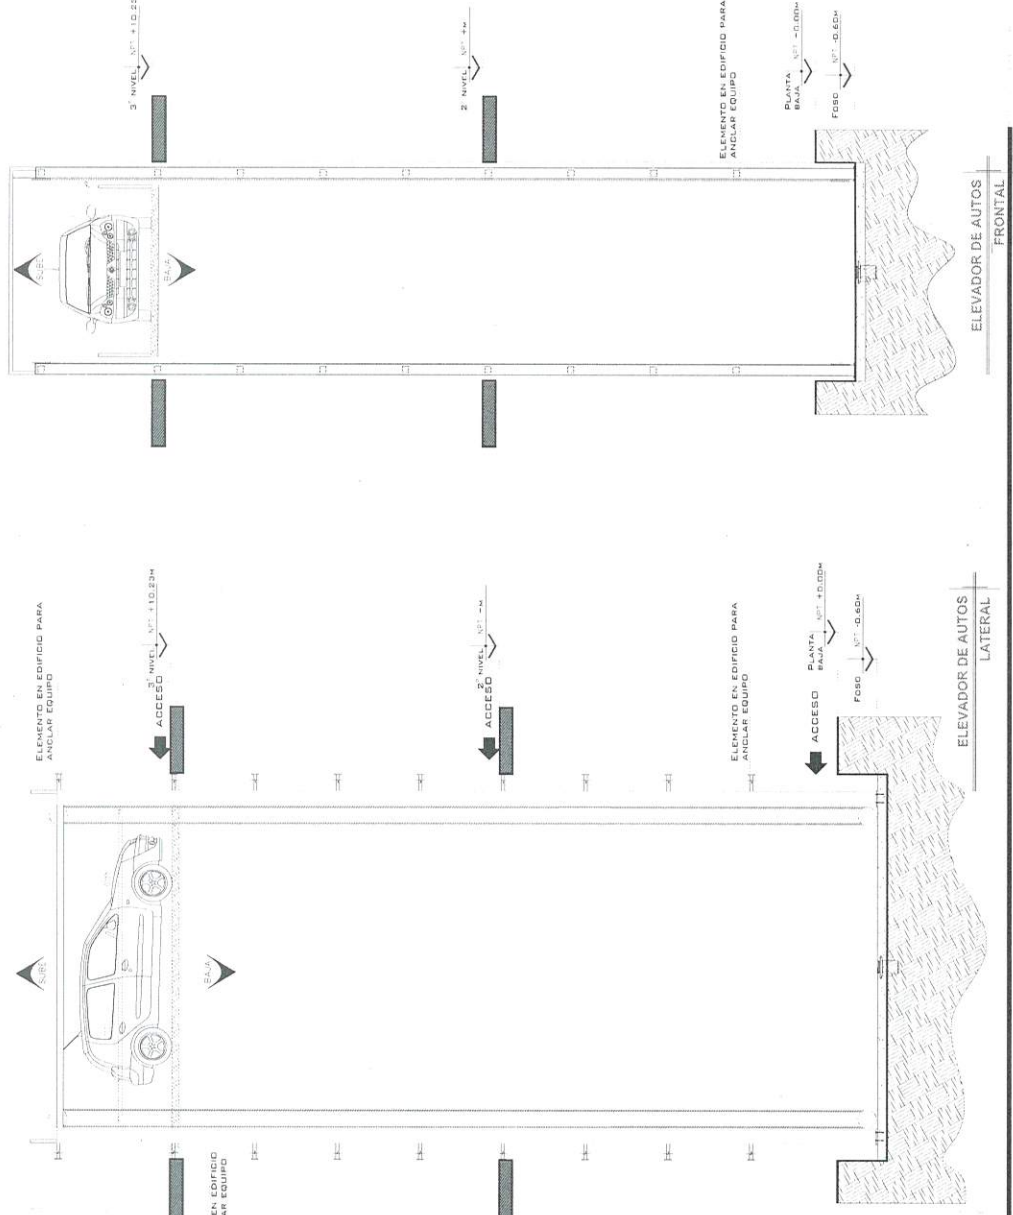 3° NIVEL NPT +10.23
2 NIVEL NPT +M
ELEMENTO EN EDIFICIO PARA
ANCLAR EQUIPO
PLANTA
BAJA NPT +0.00M
FOSO NPT -0.60M
SUBE
BAJA
ELEVADOR DE AUTOS
FRONTAL
ELEMENTO EN EDIFICIO PARA
ANCLAR EQUIPO
3° NIVEL NPT +10.23M
ACCESO
2° NIVEL NPT +M
ACCESO
ELEMENTO EN EDIFICIO PARA
ANCLAR EQUIPO
ACCESO
PLANTA
BAJA NPT +0.00M
FOSO NPT -0.60M
SUBE
BAJA
EN EDIFICIO
AR EQUIPO
ELEVADOR DE AUTOS
LATERAL